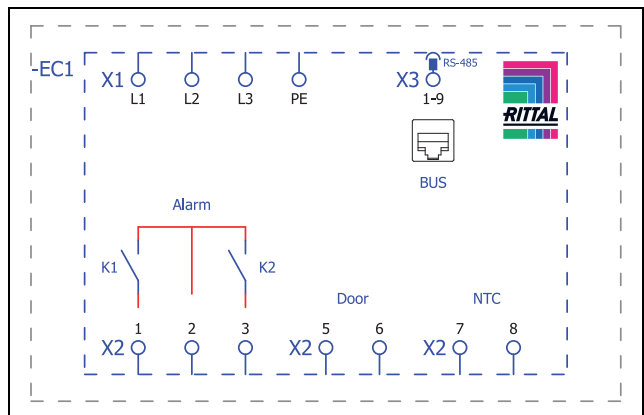 -EC1
X1
L1 L2 L3 PE
X3
RS-485
1-9
RITTAL
BUS
Alarm
K1
K2
Door
NTC
X2 1 2 3
X2 5 6
X2 7 8